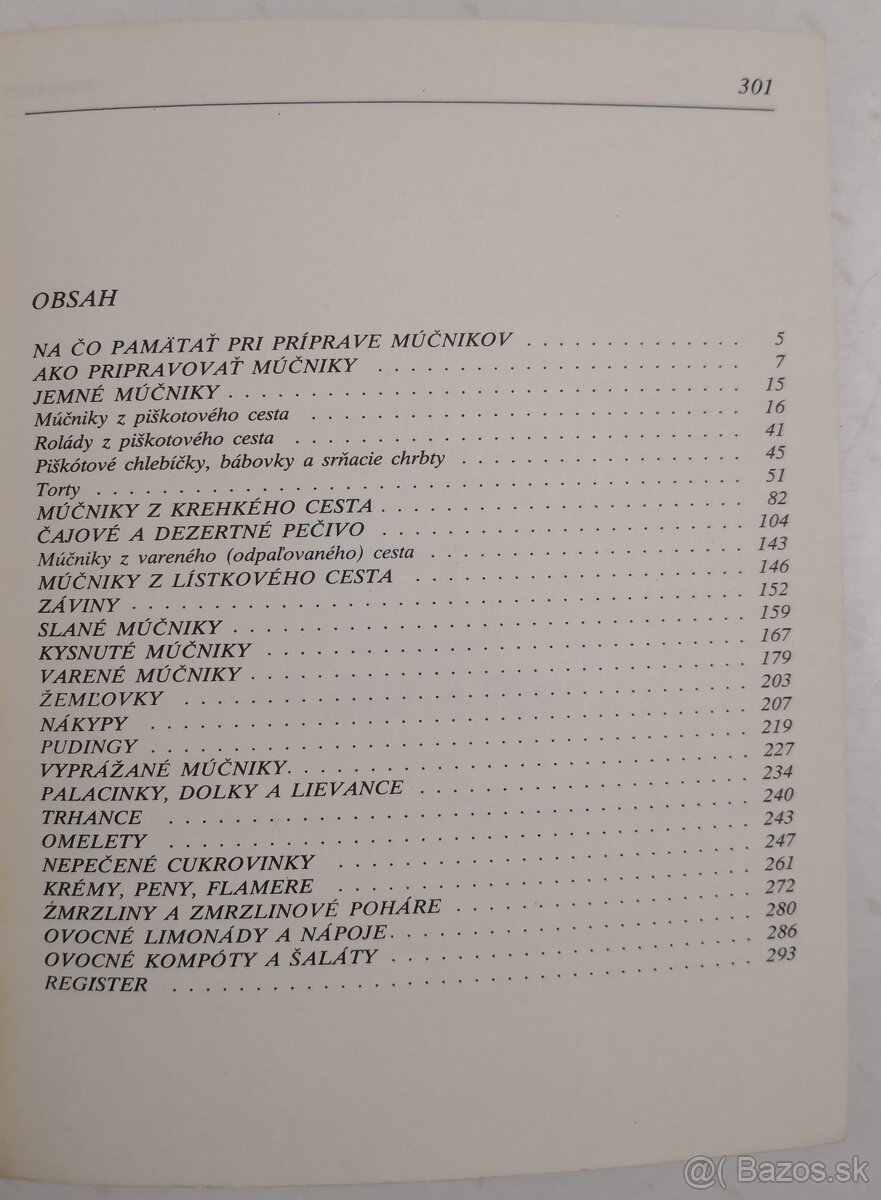 301
OBSAH
NA ČO PAMÄTAŤ PRI PRÍPRAVE MÚČNIKOV . . . . . . . . . . . . . 5
AKO PRIPRAVOVAŤ MÚČNIKY . . . . . . . . . . . . . . . . . . . . 7
JEMNÉ MÚČNIKY . . . . . . . . . . . . . . . . . . . . . . . . . . . 15
Múčniky z piškotového cesta . . . . . . . . . . . . . . . . . . . . . . 16
Rolády z piškotového cesta . . . . . . . . . . . . . . . . . . . . . . . 41
Piškótové chlebíčky, bábovky a srňacie chrbty . . . . . . . . . . . . . . 45
Torty . . . . . . . . . . . . . . . . . . . . . . . . . . . . . . . . . 51
MÚČNIKY Z KREHKÉHO CESTA . . . . . . . . . . . . . . . . . . . 82
ČAJOVÉ A DEZERTNÉ PEČIVO . . . . . . . . . . . . . . . . . . . 104
Múčniky z vareného (odpaľovaného) cesta . . . . . . . . . . . . . . . . 143
MÚČNIKY Z LÍSTKOVÉHO CESTA . . . . . . . . . . . . . . . . . . 146
ZÁVINY . . . . . . . . . . . . . . . . . . . . . . . . . . . . . . . 152
SLANÉ MÚČNIKY . . . . . . . . . . . . . . . . . . . . . . . . . . 159
KYSNUTÉ MÚČNIKY . . . . . . . . . . . . . . . . . . . . . . . . . 167
VARENÉ MÚČNIKY . . . . . . . . . . . . . . . . . . . . . . . . . 179
ŽEMĽOVKY . . . . . . . . . . . . . . . . . . . . . . . . . . . . 203
NÁKYPY . . . . . . . . . . . . . . . . . . . . . . . . . . . . . . 207
PUDINGY . . . . . . . . . . . . . . . . . . . . . . . . . . . . . . 219
VYPRÁŽANÉ MÚČNIKY . . . . . . . . . . . . . . . . . . . . . . . 227
PALACINKY, DOLKY A LIEVANCE . . . . . . . . . . . . . . . . . 234
TRHANCE . . . . . . . . . . . . . . . . . . . . . . . . . . . . . 240
OMELETY . . . . . . . . . . . . . . . . . . . . . . . . . . . . . 243
NEPEČENÉ CUKROVINKY . . . . . . . . . . . . . . . . . . . . . 247
KRÉMY, PENY, FLAMERE . . . . . . . . . . . . . . . . . . . . . 261
ŹMRZLINY A ZMRZLINOVÉ POHÁRE . . . . . . . . . . . . . . . 272
OVOCNÉ LIMONÁDY A NÁPOJE . . . . . . . . . . . . . . . . . . 280
OVOCNÉ KOMPÓTY A ŠALÁTY . . . . . . . . . . . . . . . . . . 286
REGISTER . . . . . . . . . . . . . . . . . . . . . . . . . . . . . 293
@( Bazos.sk